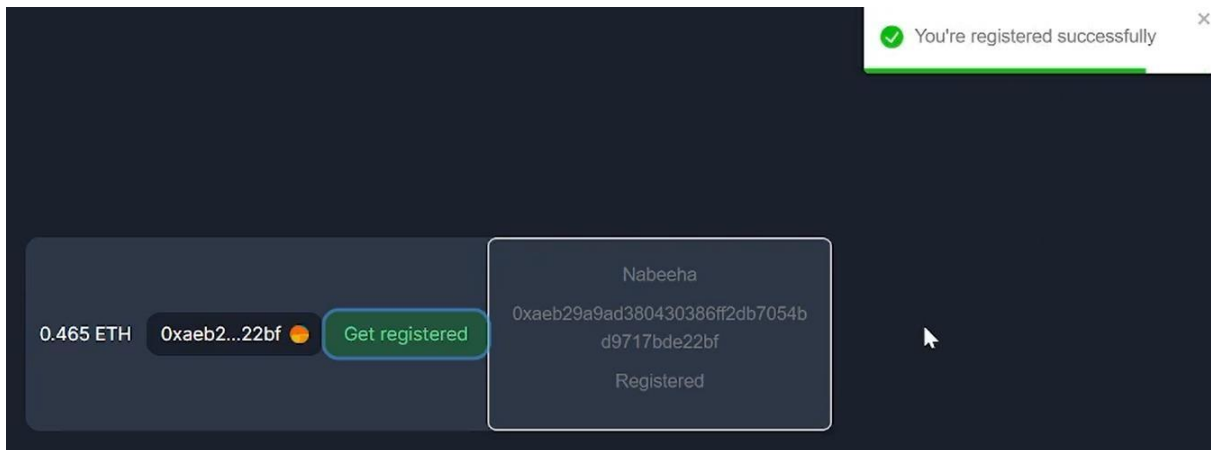 You're registered successfully
0.465 ETH
0xaeb2...22bf
Get registered
Nabeeha
0xaeb29a9ad380430386ff2db7054b
d9717bde22bf
Registered